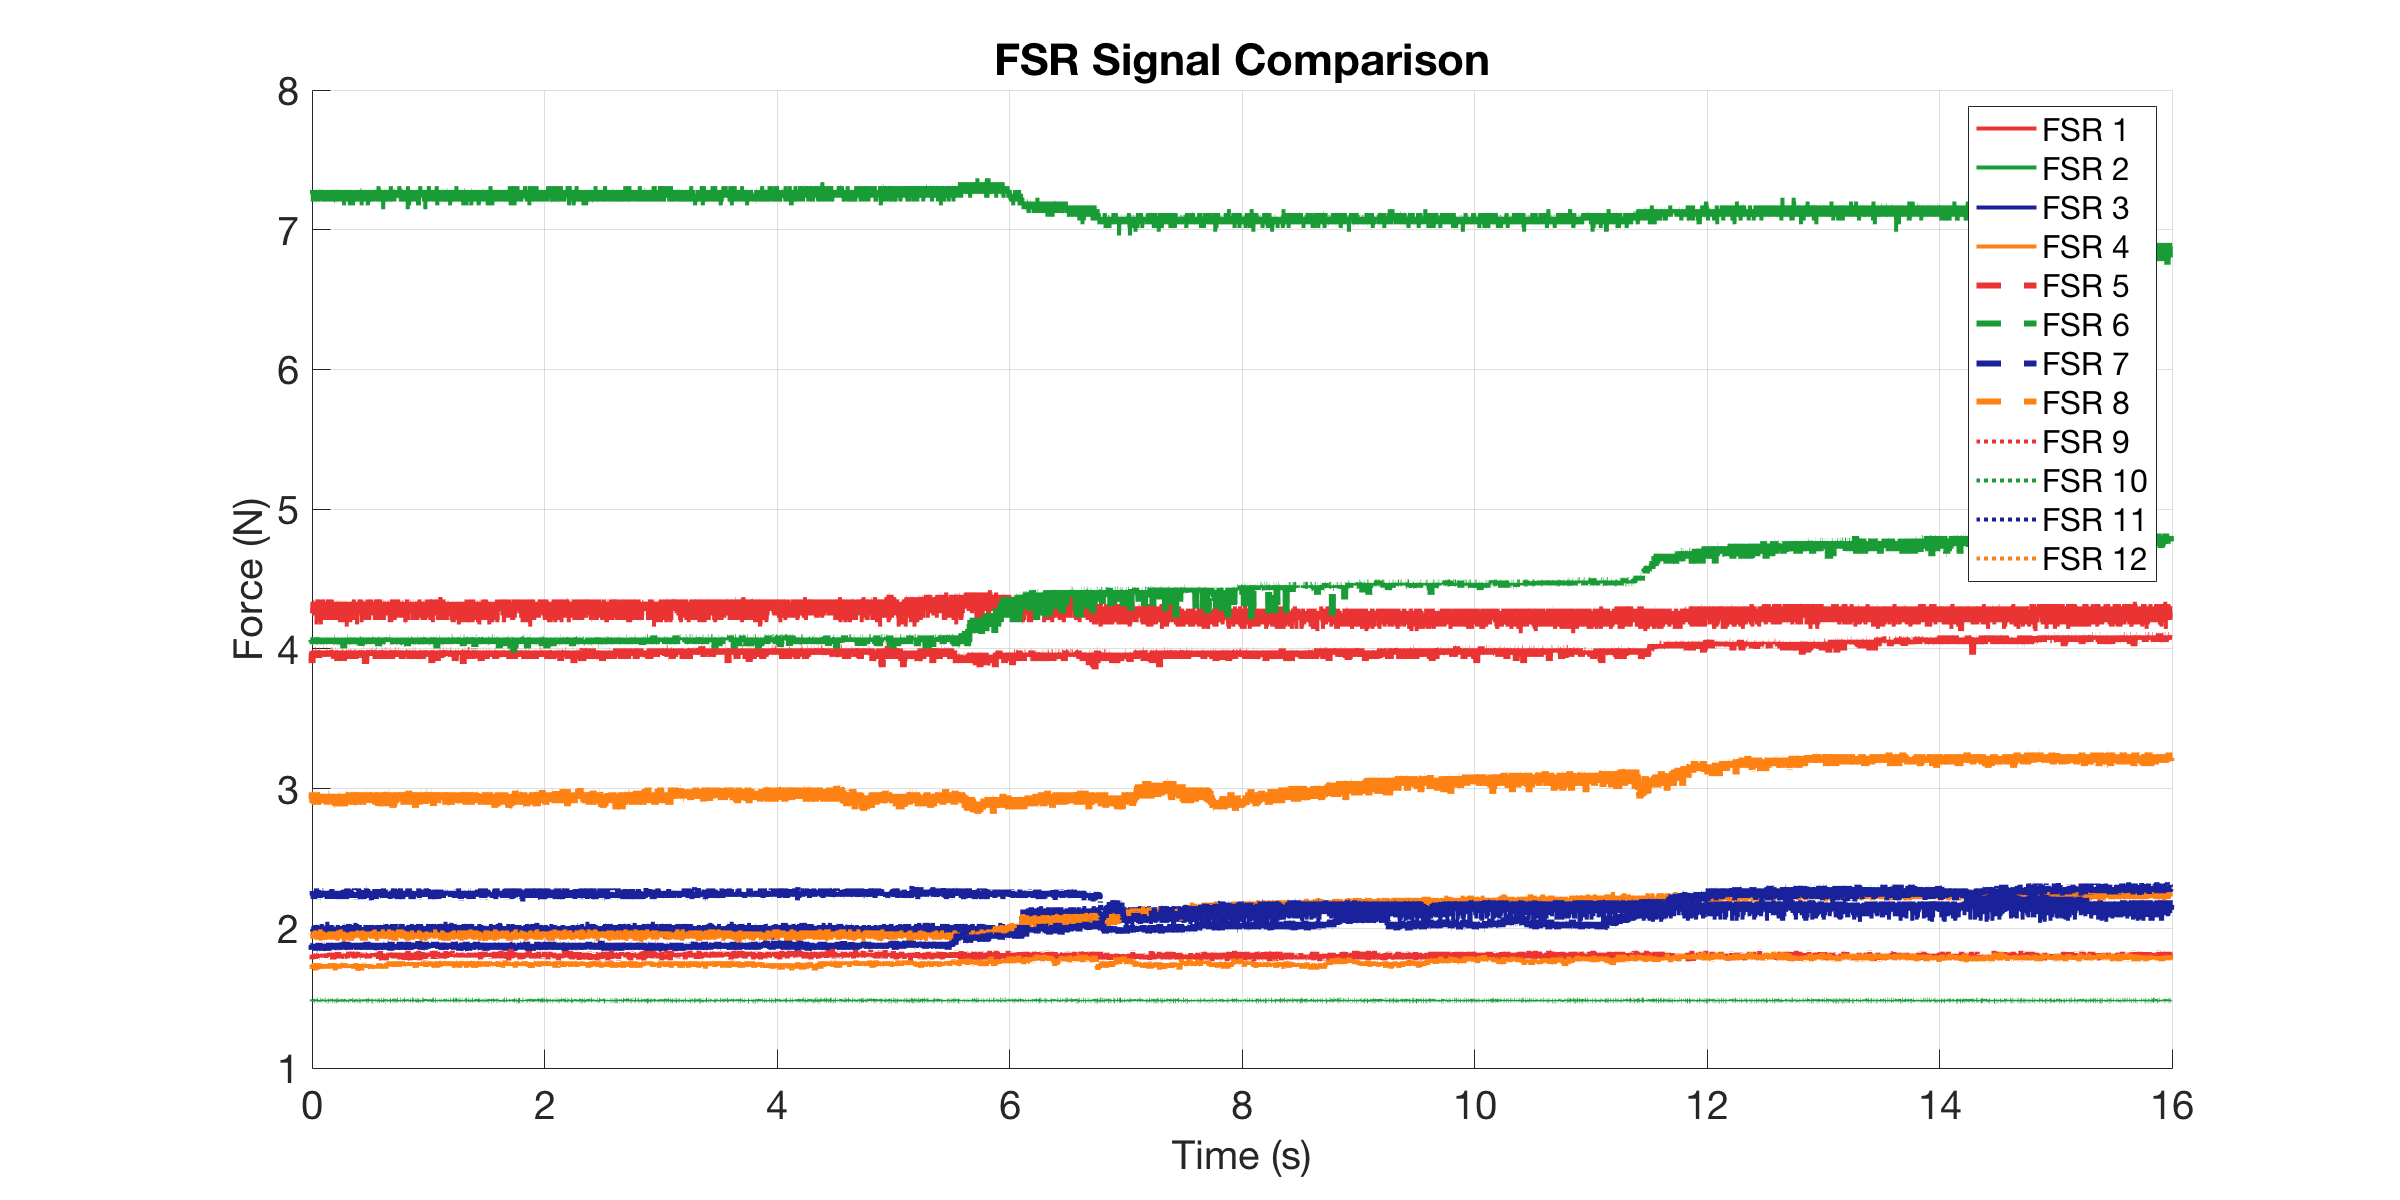 FSR Signal Comparison
8
7
6
5
4
3
2
1
Force (N)
0 2 4 6 8 10 12 14 16
Time (s)
FSR 1
FSR 2
FSR 3
FSR 4
FSR 5
FSR 6
FSR 7
FSR 8
FSR 9
FSR 10
FSR 11
FSR 12